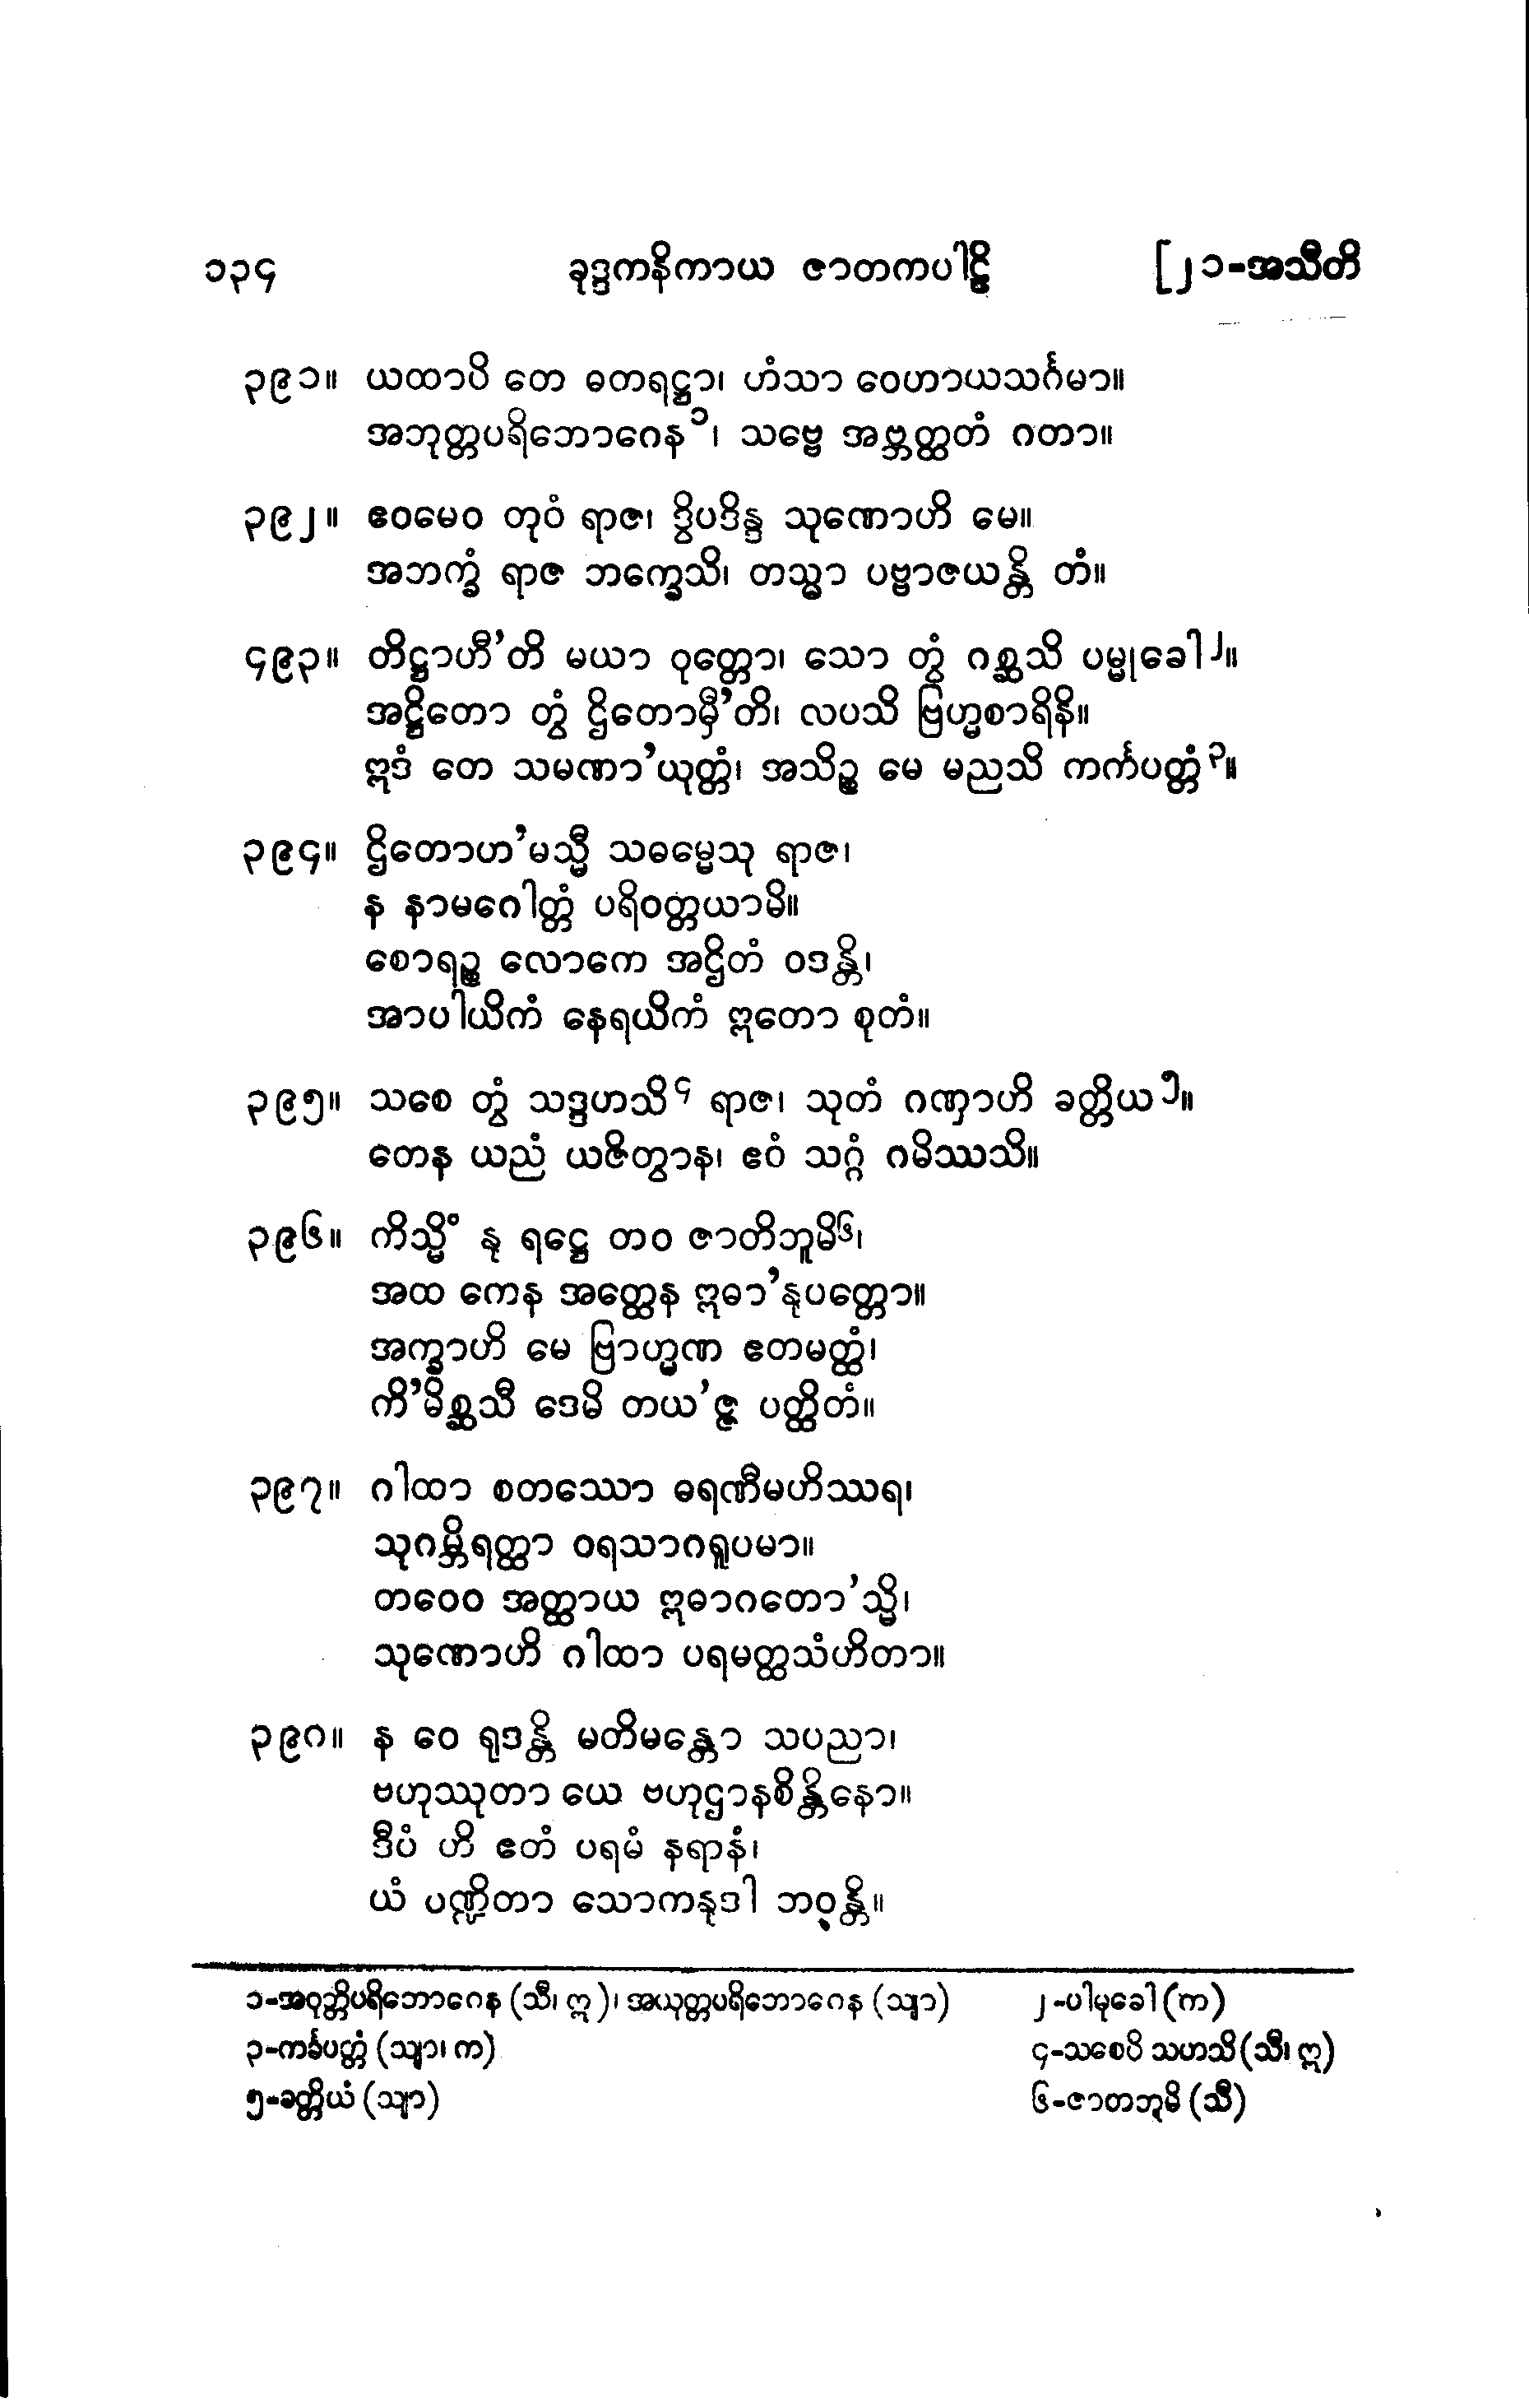 ၁၃၄ ခုဒ္ဒကနိကာယ ဇာတကပါဠိ [၂၁-အသီတိ
၃၉၁။ ယထာပိ တေ ဓတရဋ္ဌာ၊ ဟံသာ ဝေဟာယသင်္ဂမာ။
အဘုတ္တပရိဘောဂေန၁၊ သဗ္ဗေ အဗ္ဘတ္ထတံ ဂတာ။
၃၉၂။ ဧဝမေဝ တုဝံ ရာဇ၊ ဒွိပဒိန္ဒ သုဏောဟိ မေ။
အဘက္ခံ ရာဇ ဘက္ခေသိ၊ တသ္မာ ပဗ္ဗာဇယန္တိ တံ။
၄၉၃။ တိဋ္ဌာဟီ’တိ မယာ ဝုတ္တော၊ သော တွံ ဂစ္ဆသိ ပမ္မုခေါ၂။
အဋ္ဌိတော တွံ ဌိတောမှီ’တိ၊ လပသိ ဗြဟ္မစာရိနိ။
ဣဒံ တေ သမဏာ’ယုတ္တံ၊ အသိဉ္စ မေ မညသိ ကင်္ကပတ္တံ၃။
၃၉၄။ ဌိတောဟ’မသ္မီ သဓမ္မေသု ရာဇ၊
န နာမဂေါတ္တံ ပရိဝတ္တယာမိ။
စောရဉ္စ လောကေ အဌိတံ ဝဒန္တိ၊
အာပါယိကံ နေရယိကံ ဣတော စုတံ။
၃၉၅။ သစေ တွံ သဒ္ဒဟသိ၄ ရာဇ၊ သုတံ ဂဏှာဟိ ခတ္တိယ၅။
တေန ယညံ ယဇိတွာန၊ ဧဝံ သဂ္ဂံ ဂမိဿသိ။
၃၉၆။ ကိသ္မိံ နု ရဋ္ဌေ တဝ ဇာတိဘူမိ၆၊
အထ ကေန အတ္ထေန ဣဓာ’နုပတ္တော။
အက္ခာဟိ မေ ဗြာဟ္မဏ ဧတမတ္ထံ၊
ကိ’မိစ္ဆသီ ဒေမိ တယ’ဇ္ဇ ပတ္ထိတံ။
၃၉၇။ ဂါထာ စတဿော ဓရဏီမဟိဿရ၊
သုဂမ္ဘိရတ္ထာ ဝရသာဂရူပမာ။
တဝေဝ အတ္ထာယ ဣဓာဂတော’သ္မိ၊
သုဏောဟိ ဂါထာ ပရမတ္ထသံဟိတာ။
၃၉၈။ န ဝေ ရုဒန္တိ မတိမန္တော သပညာ၊
ဗဟုဿုတာ ယေ ဗဟုဌာနစိန္တိနော။
ဒီပံ ဟိ ဧတံ ပရမံ နရာနံ၊
ယံ ပဏ္ဍိတာ သောကနုဒါ ဘဝန္တိ။
၁-အဝုတ္တိပရိဘောဂေန (သီ၊ ဣ)၊ အယုတ္တပရိဘောဂေန (သျာ) ၂-ပါမုခေါ (က)
၃-ကင်္ခပတ္တံ (သျာ၊ က) ၄-သစေပိ သဟသိ (သီ၊ ဣ)
၅-ခတ္တိယံ (သျာ) ၆-ဇာတဘူမိ (သီ)